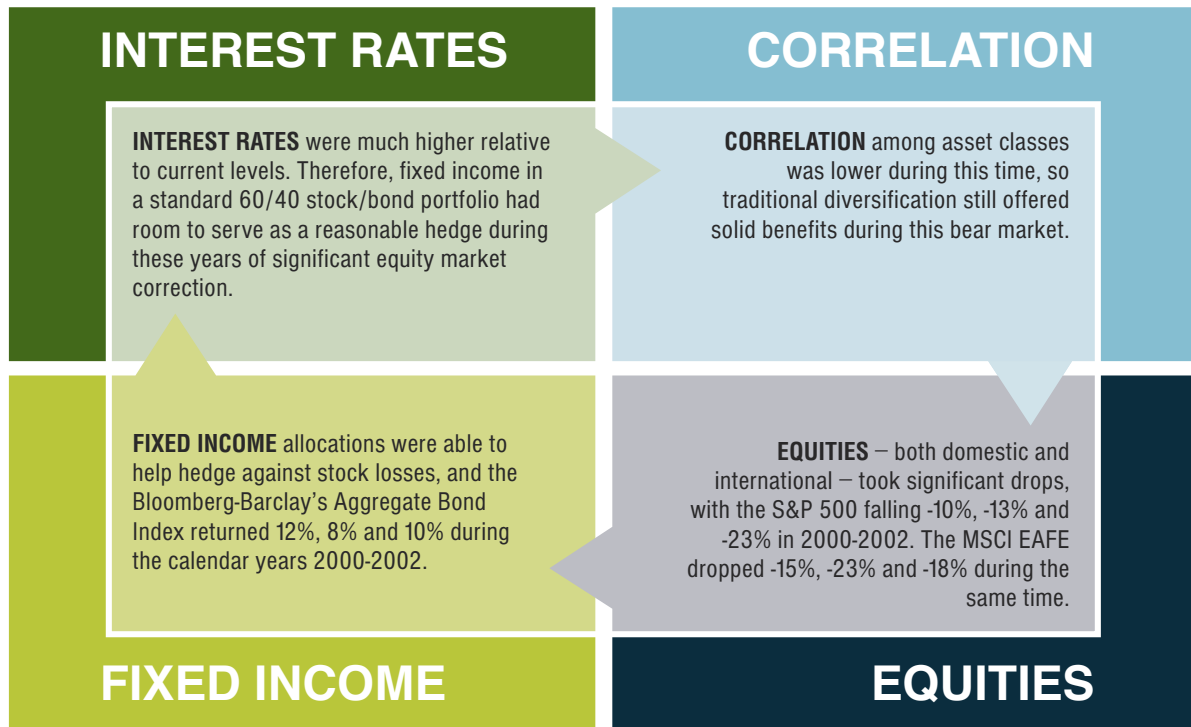 INTEREST RATES
INTEREST RATES were much higher relative
to current levels. Therefore, fixed income in
a standard 60/40 stock/bond portfolio had
room to serve as a reasonable hedge during
these years of significant equity market
correction.
CORRELATION
CORRELATION among asset classes
was lower during this time, so
traditional diversification still offered
solid benefits during this bear market.
EQUITIES – both domestic and
international – took significant drops,
with the S&P 500 falling -10%, -13% and
-23% in 2000-2002. The MSCI EAFE
dropped -15%, -23% and -18% during the
same time.
EQUITIES
FIXED INCOME allocations were able to
help hedge against stock losses, and the
Bloomberg-Barclay's Aggregate Bond
Index returned 12%, 8% and 10% during
the calendar years 2000-2002.
FIXED INCOME